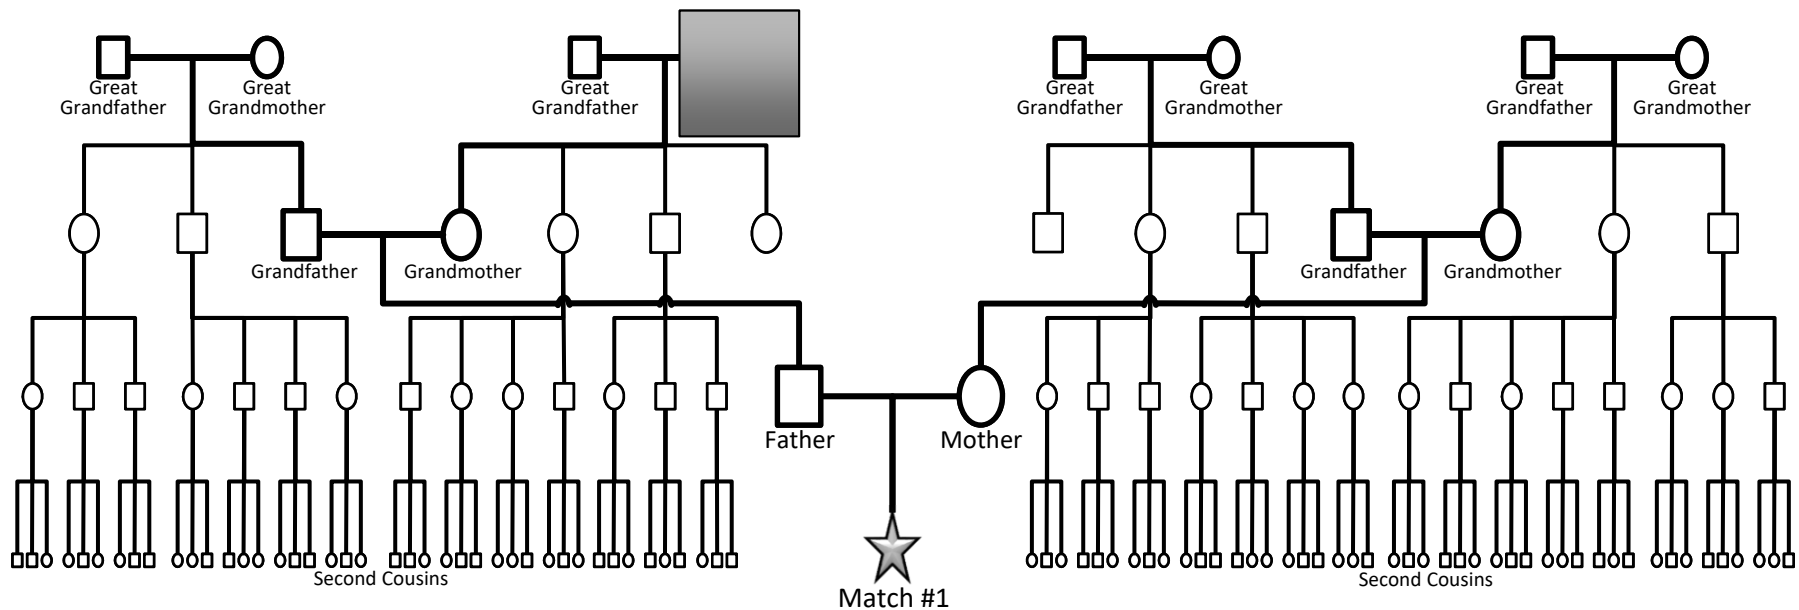 Great
Grandfather
Great
Grandmother
Great
Grandfather
Great
Grandfather
Great
Grandmother
Great
Grandfather
Great
Grandmother
Grandfather
Grandmother
Grandfather
Grandmother
Father
Mother
Second Cousins
Second Cousins
Match #1